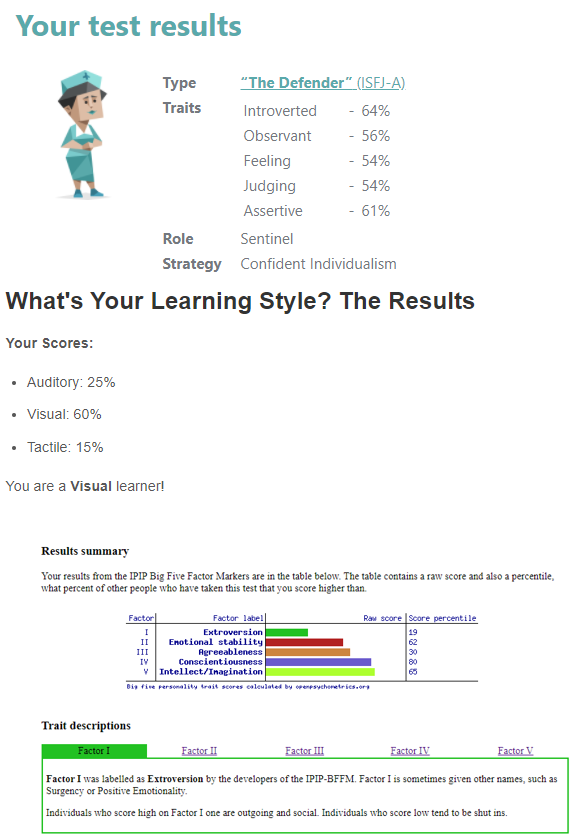 Your test results
Type “The Defender” (ISFJ-A)
Traits
Introverted - 64%
Observant - 56%
Feeling - 54%
Judging - 54%
Assertive - 61%
Role Sentinel
Strategy Confident Individualism
What's Your Learning Style? The Results
Your Scores:
• Auditory: 25%
• Visual: 60%
• Tactile: 15%
You are a Visual learner!
Results summary
Your results from the IPIP Big Five Factor Markers are in the table below. The table contains a raw score and also a percentile,
what percent of other people who have taken this test that you score higher than.
Factor Factor label Raw score Score percentile
I Extroversion 19
II Emotional stability 62
III Agreeableness 30
IV Conscientiousness 80
V Intellect/Imagination 65
Big five personality trait scores calculated by openpsychometrics.org
Trait descriptions
Factor I Factor II Factor III Factor IV Factor V
Factor I was labelled as Extroversion by the developers of the IPIP-BFFM. Factor I is sometimes given other names, such as
Surgency or Positive Emotionality.
Individuals who score high on Factor I one are outgoing and social. Individuals who score low tend to be shut ins.